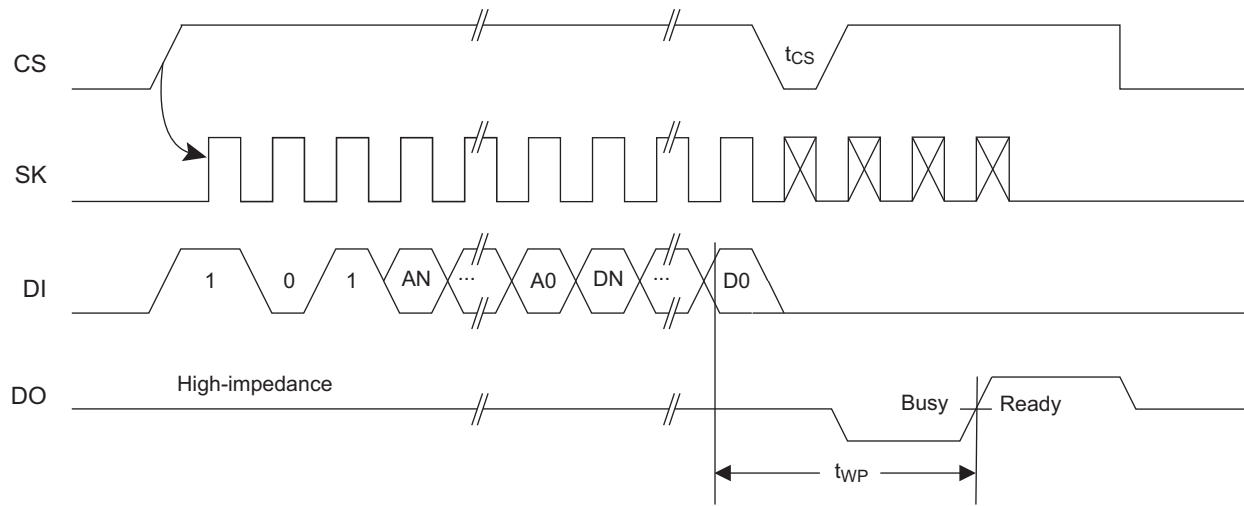 CS
tCS
SK
DI
1 0 1 AN ... A0 DN ... D0
DO
High-impedance
Busy Ready
tWP